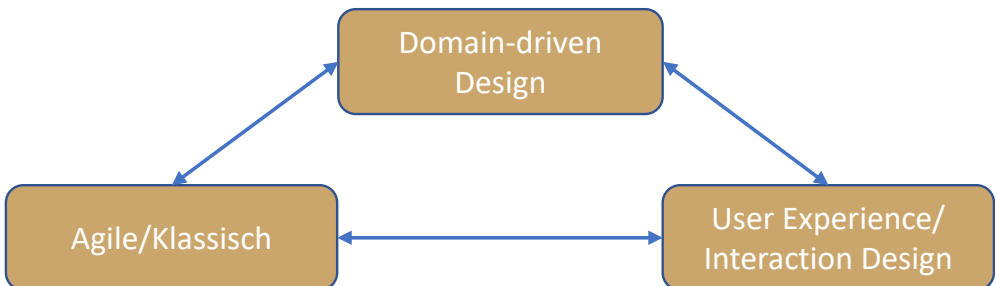 Domain-driven
Design
Agile/Klassisch
User Experience/
Interaction Design